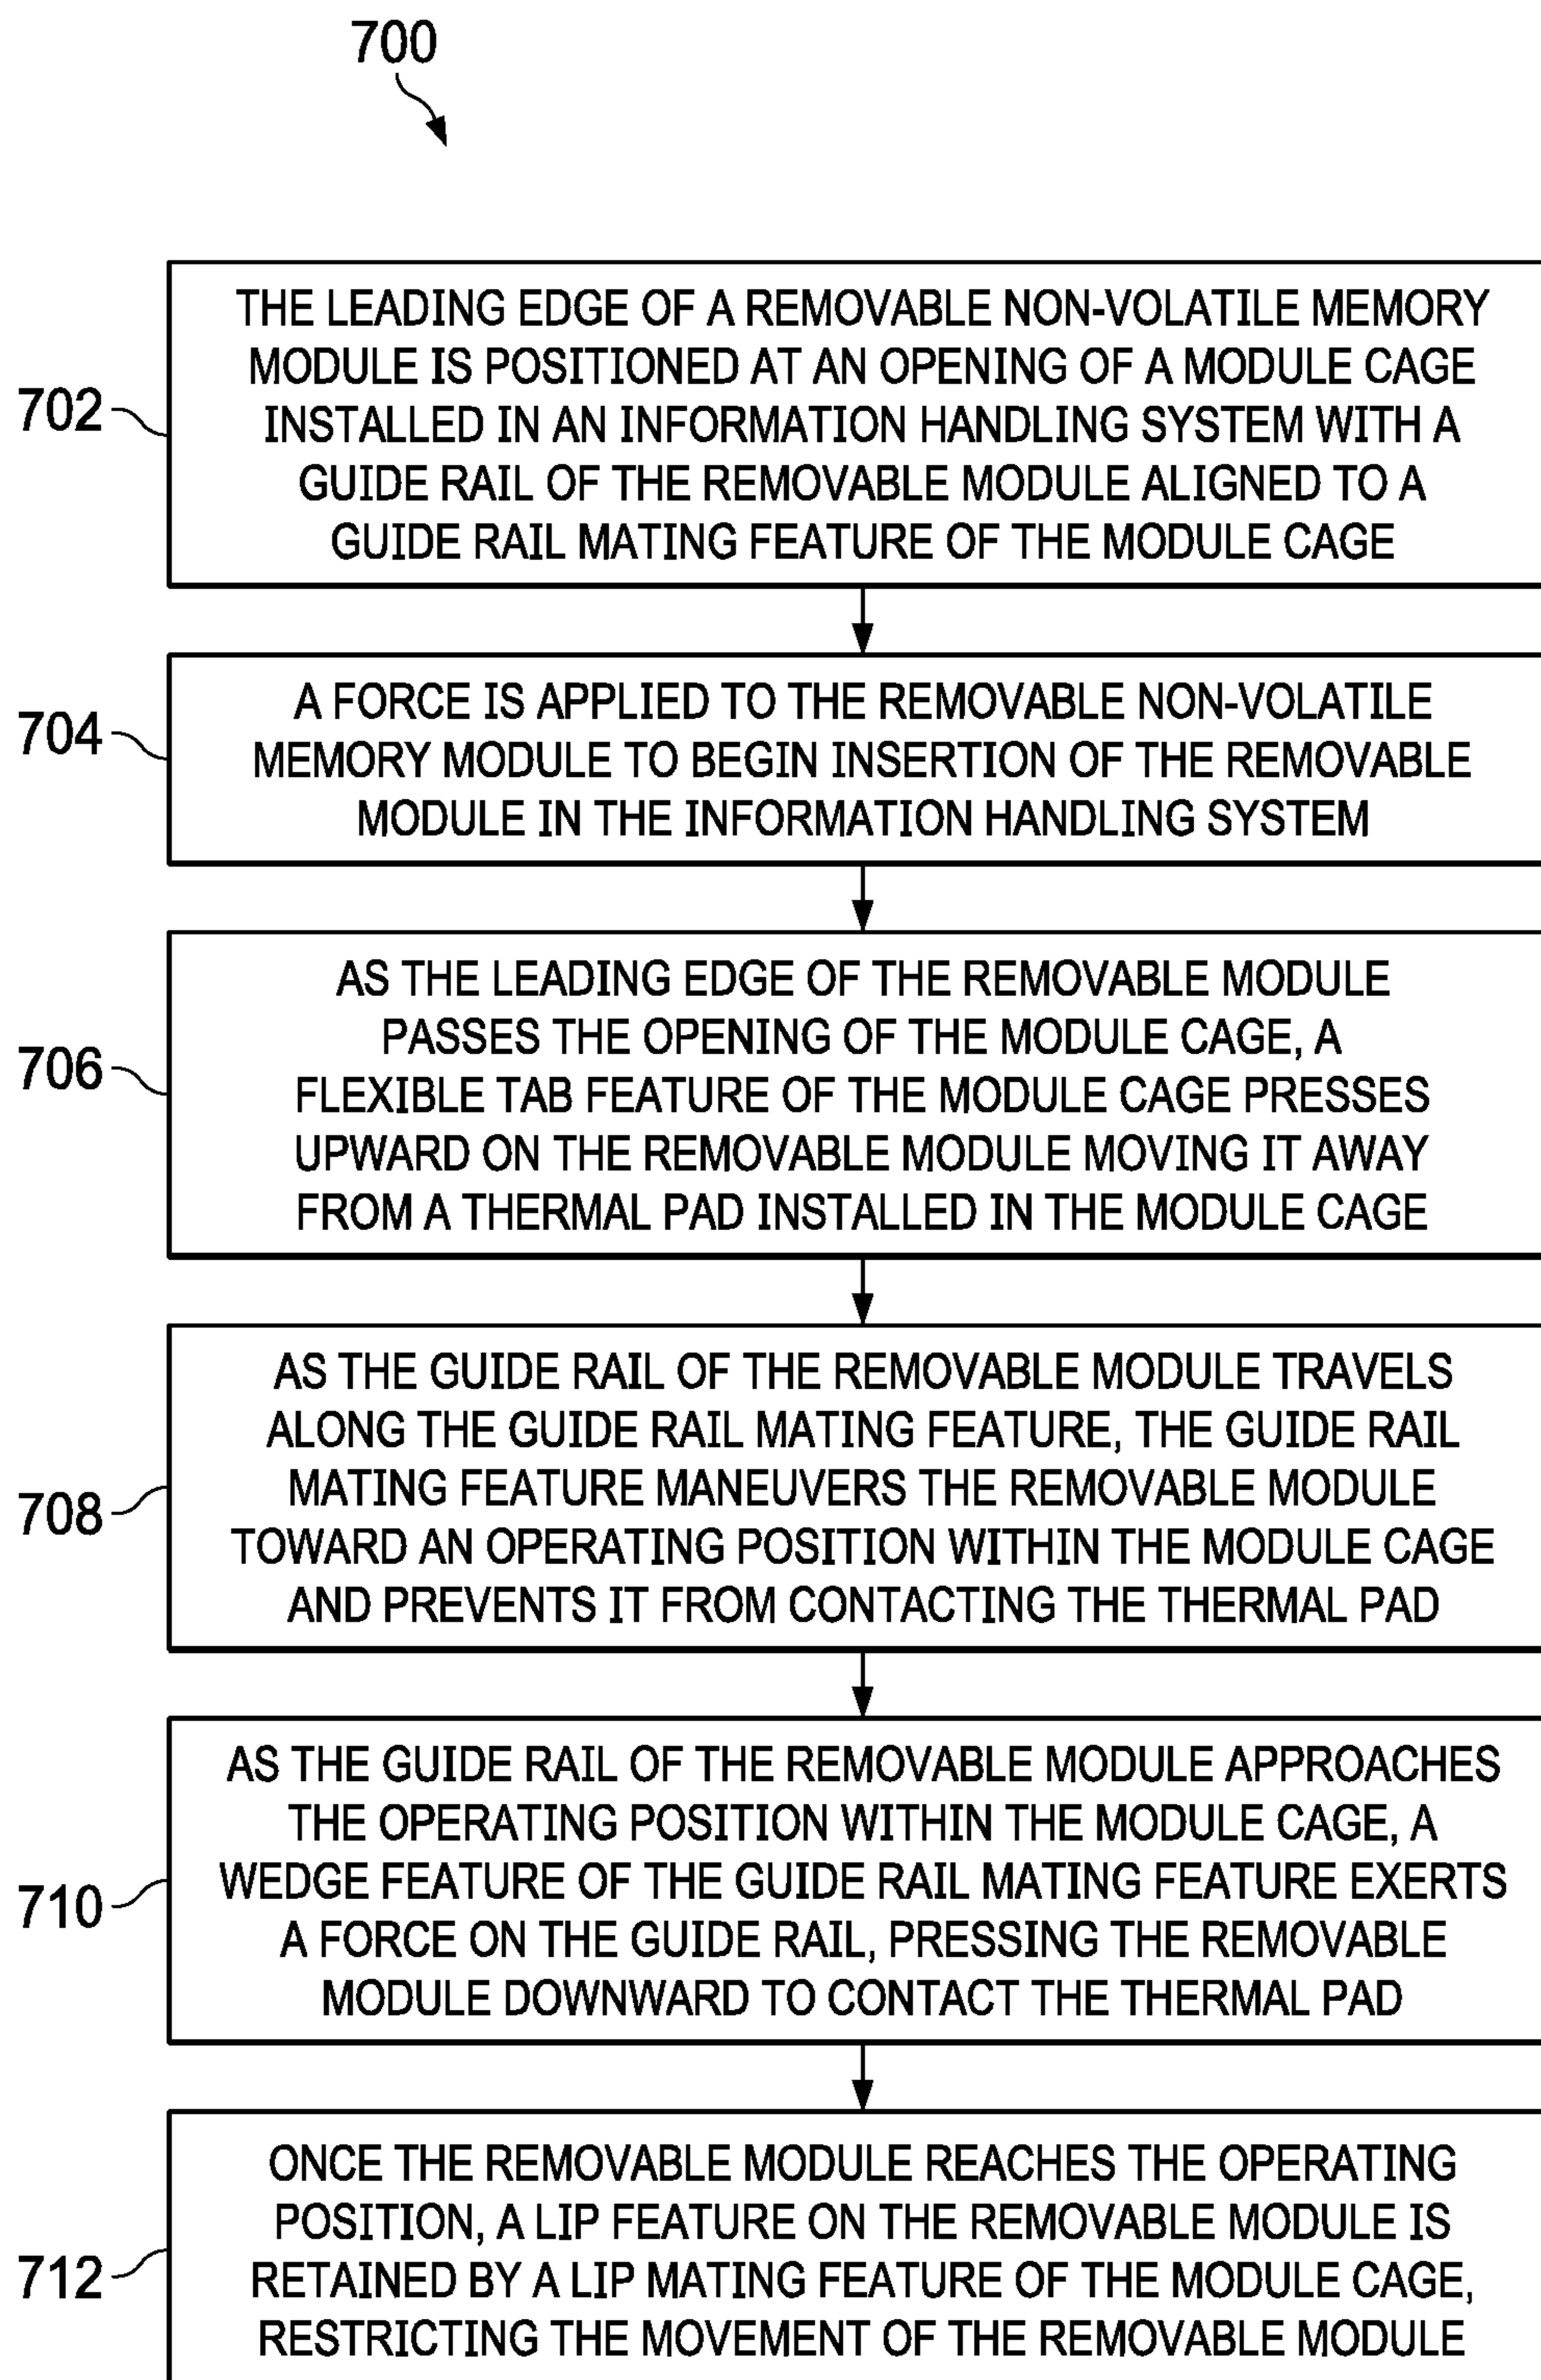 700
702
THE LEADING EDGE OF A REMOVABLE NON-VOLATILE MEMORY
MODULE IS POSITIONED AT AN OPENING OF A MODULE CAGE
INSTALLED IN AN INFORMATION HANDLING SYSTEM WITH A
GUIDE RAIL OF THE REMOVABLE MODULE ALIGNED TO A
GUIDE RAIL MATING FEATURE OF THE MODULE CAGE
704
A FORCE IS APPLIED TO THE REMOVABLE NON-VOLATILE
MEMORY MODULE TO BEGIN INSERTION OF THE REMOVABLE
MODULE IN THE INFORMATION HANDLING SYSTEM
706
AS THE LEADING EDGE OF THE REMOVABLE MODULE
PASSES THE OPENING OF THE MODULE CAGE, A
FLEXIBLE TAB FEATURE OF THE MODULE CAGE PRESSES
UPWARD ON THE REMOVABLE MODULE MOVING IT AWAY
FROM A THERMAL PAD INSTALLED IN THE MODULE CAGE
708
AS THE GUIDE RAIL OF THE REMOVABLE MODULE TRAVELS
ALONG THE GUIDE RAIL MATING FEATURE, THE GUIDE RAIL
MATING FEATURE MANEUVERS THE REMOVABLE MODULE
TOWARD AN OPERATING POSITION WITHIN THE MODULE CAGE
AND PREVENTS IT FROM CONTACTING THE THERMAL PAD
710
AS THE GUIDE RAIL OF THE REMOVABLE MODULE APPROACHES
THE OPERATING POSITION WITHIN THE MODULE CAGE, A
WEDGE FEATURE OF THE GUIDE RAIL MATING FEATURE EXERTS
A FORCE ON THE GUIDE RAIL, PRESSING THE REMOVABLE
MODULE DOWNWARD TO CONTACT THE THERMAL PAD
712
ONCE THE REMOVABLE MODULE REACHES THE OPERATING
POSITION, A LIP FEATURE ON THE REMOVABLE MODULE IS
RETAINED BY A LIP MATING FEATURE OF THE MODULE CAGE,
RESTRICTING THE MOVEMENT OF THE REMOVABLE MODULE